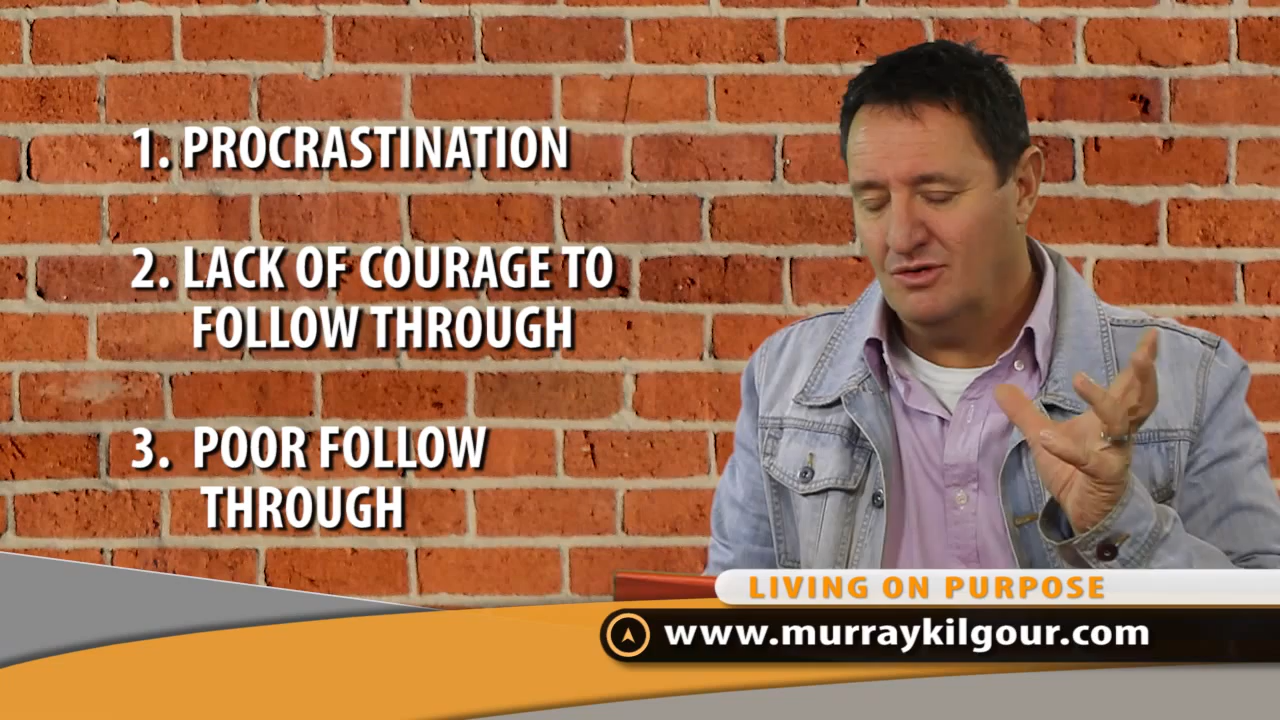 1. PROCRASTINATION
2. LACK OF COURAGE TO
FOLLOW THROUGH
3. POOR FOLLOW
THROUGH
LIVING ON PURPOSE
www.murraykilgour.com